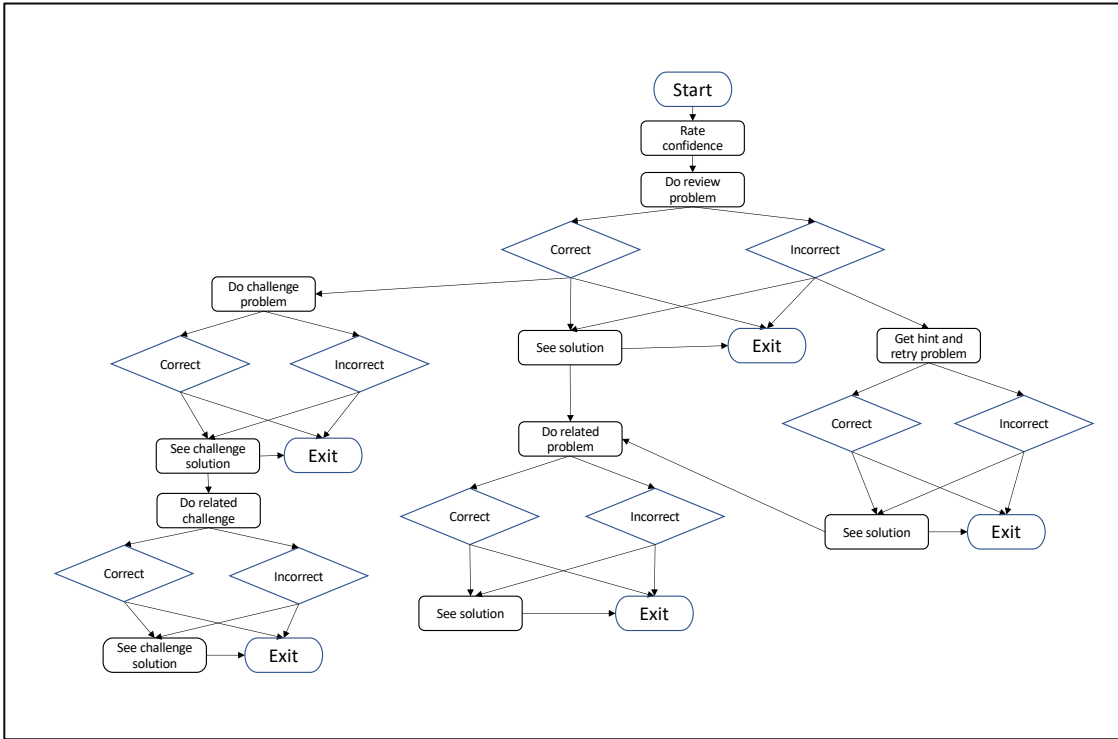 Start
Rate
confidence
Do review
problem
Correct
Incorrect
Do challenge
problem
See solution
Exit
Get hint and
retry problem
Correct
Incorrect
Correct
Incorrect
See challenge
solution
Exit
Do related
problem
Do related
challenge
Correct
Incorrect
See solution
Exit
Correct
Incorrect
See solution
Exit
See challenge
solution
Exit